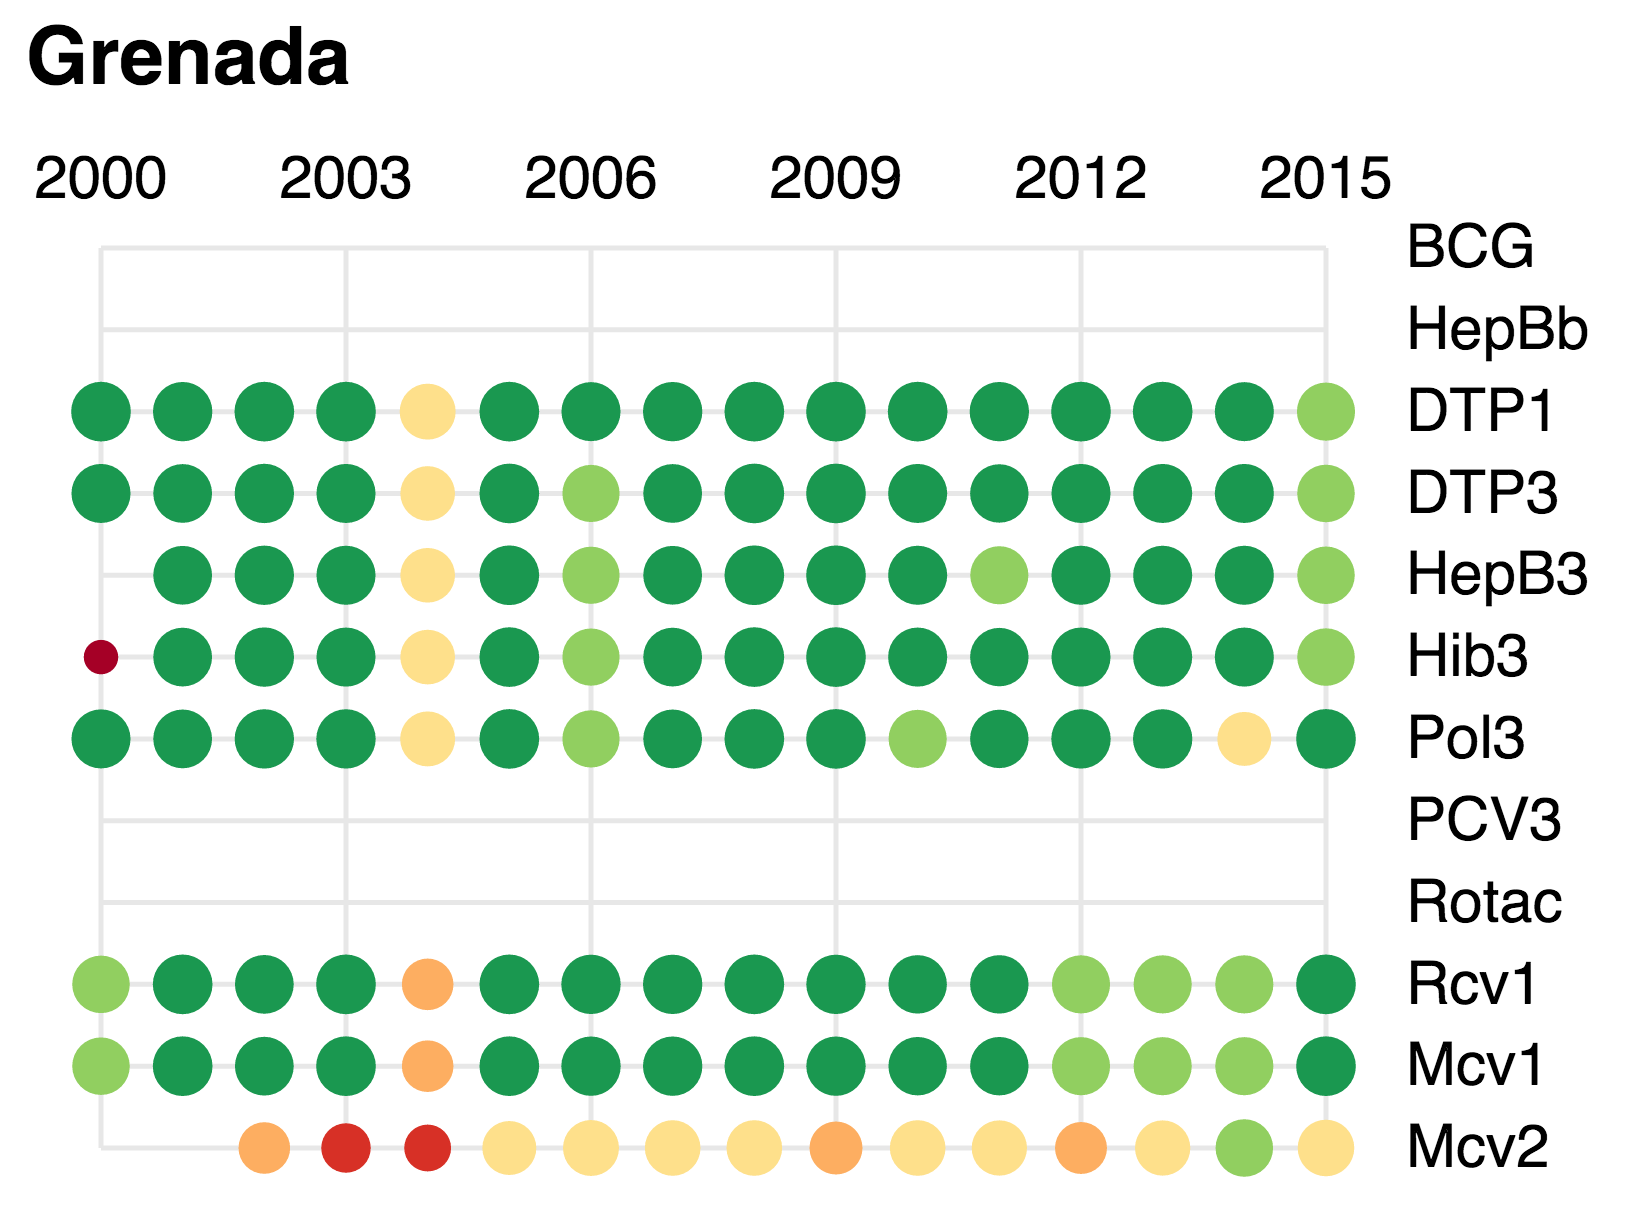 Grenada
2000 2003 2006 2009 2012 2015
BCG
HepBb
DTP1
DTP3
HepB3
Hib3
Pol3
PCV3
Rotac
Rcv1
Mcv1
Mcv2